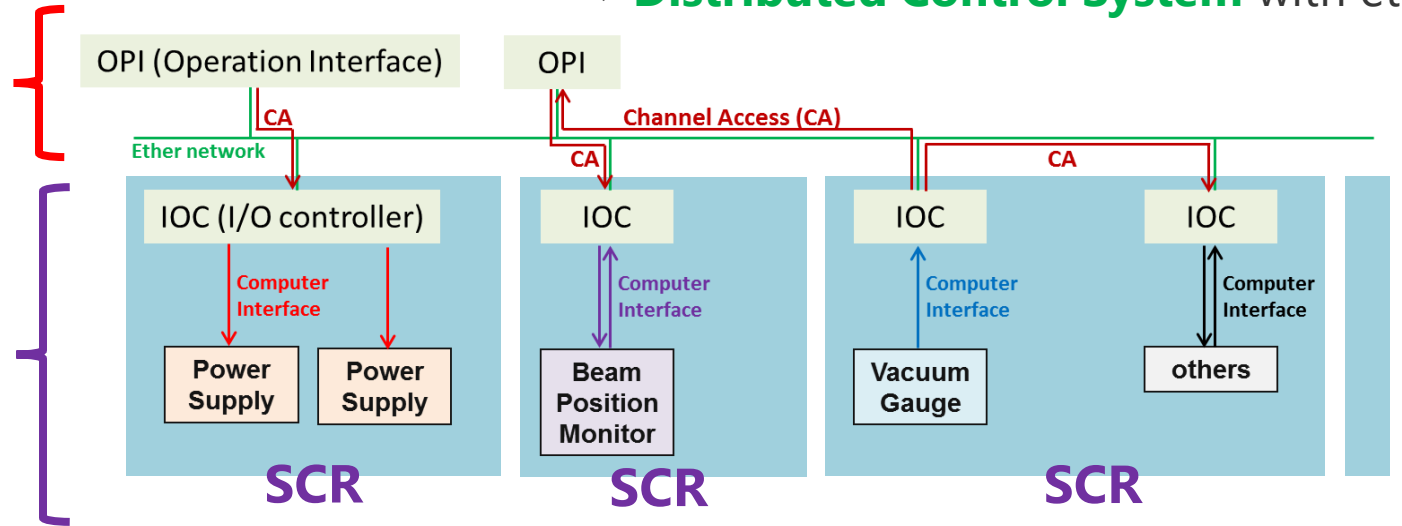 Distributed Control System with et
OPI (Operation Interface)
OPI
CA
Channel Access (CA)
Ether network
CA
CA
IOC (I/O controller)
IOC
IOC
IOC
Computer
Interface
Computer
Interface
Computer
Interface
Computer
Interface
Power
Supply
Power
Supply
Beam
Position
Monitor
Vacuum
Gauge
others
SCR
SCR
SCR